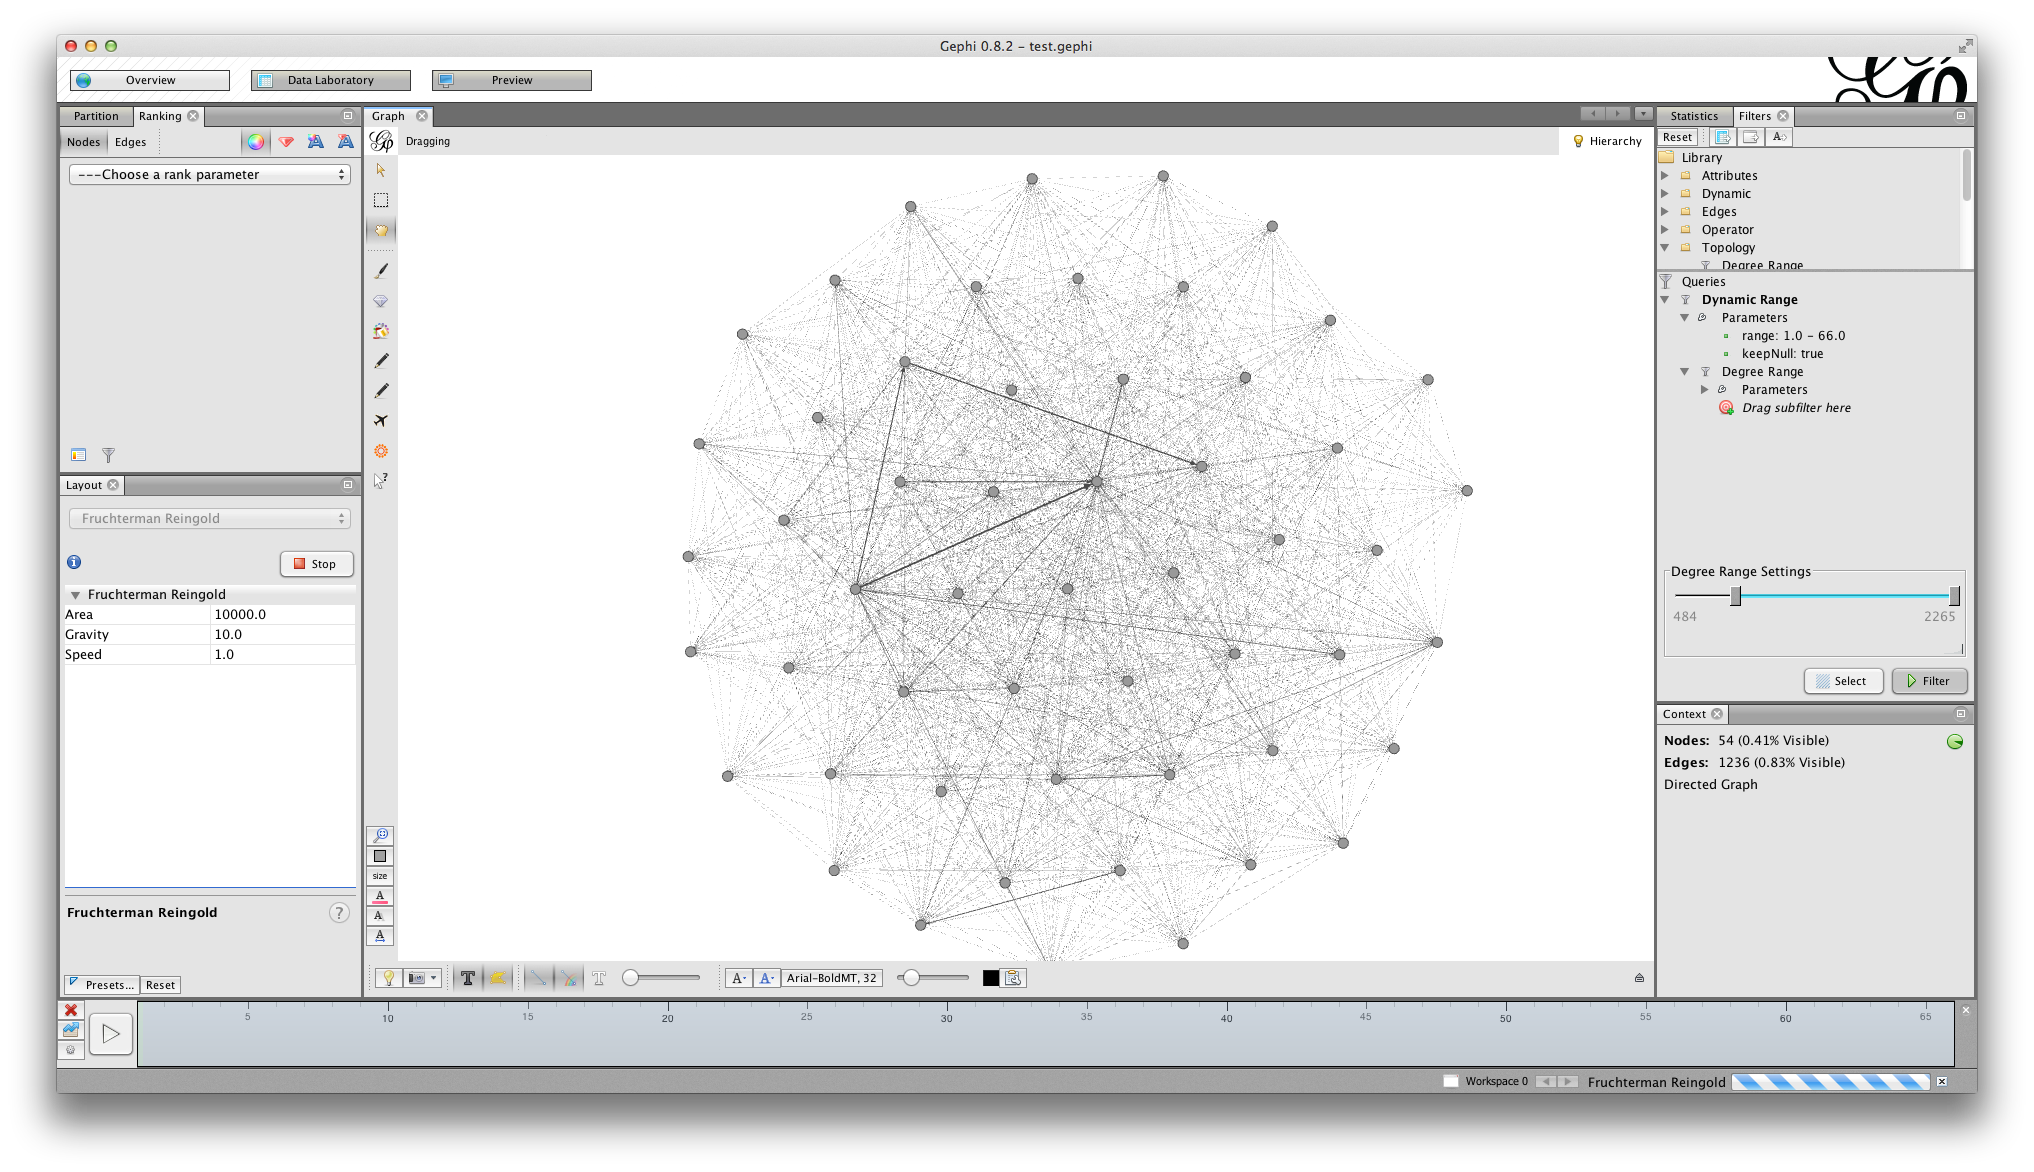 Gephi 0.8.2 – test.gephi
Overview
Data Laboratory
Preview
Partition
Ranking
Nodes
Edges
---Choose a rank parameter
Layout
Fruchterman Reingold
Stop
Fruchterman Reingold
Area 10000.0
Gravity 10.0
Speed 1.0
Fruchterman Reingold
?
Presets...
Reset
Graph
Dragging
Hierarchy
size
A
A
A
T
T
A-
A-
Arial-BoldMT, 32
Statistics
Filters
Reset
Library
Attributes
Dynamic
Edges
Operator
Topology
Degree Range
Queries
Dynamic Range
Parameters
range: 1.0 – 66.0
keepNull: true
Degree Range
Parameters
Drag subfilter here
Degree Range Settings
484
2265
Select
Filter
Context
Nodes: 54 (0.41% Visible)
Edges: 1236 (0.83% Visible)
Directed Graph
5 10 15 20 25 30 35 40 45 50 55 60 65
Workspace 0
Fruchterman Reingold